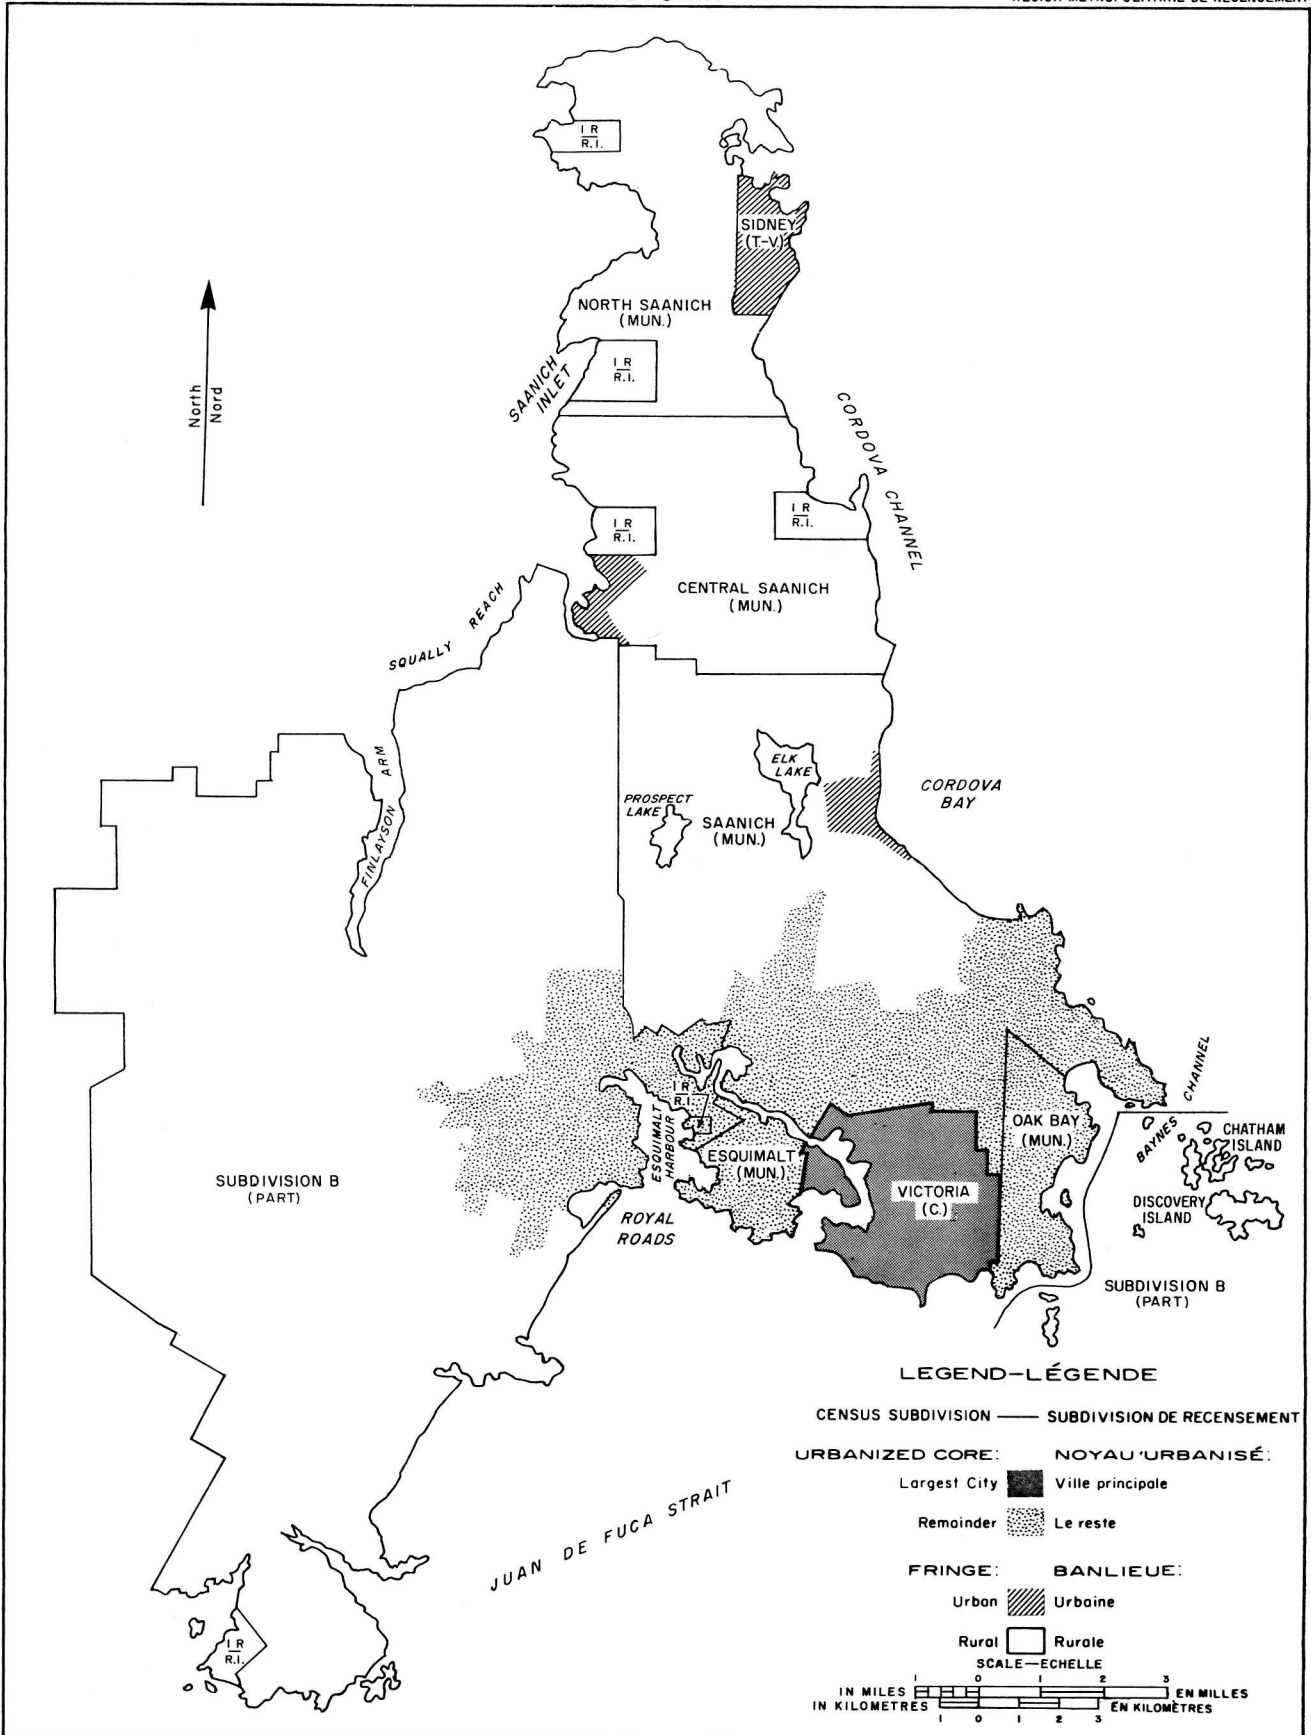 I R
R.I.
SIDNEY
(T.-V.)
NORTH SAANICH
(MUN.)
North
Nord
SAANICH
INLET
I R
R.I.
CORDOVA CHANNEL
I R
R.I.
I R
R.I.
CENTRAL SAANICH
(MUN.)
SQUALLY REACH
FINLAYSON ARM
ELK
LAKE
PROSPECT
LAKE
SAANICH
(MUN.)
CORDOVA
BAY
I R
R.I.
ESQUIMALT
HARBOUR
ESQUIMALT
(MUN.)
OAK BAY
(MUN.)
BAYNES CHANNEL
CHATHAM
ISLAND
DISCOVERY
ISLAND
VICTORIA
(C.)
SUBDIVISION B
(PART)
ROYAL
ROADS
SUBDIVISION B
(PART)
JUAN DE FUCA STRAIT
I R
R.I.
LEGEND—LÉGENDE
CENSUS SUBDIVISION —— SUBDIVISION DE RECENSEMENT
URBANIZED CORE: NOYAU URBANISÉ:
Largest City Ville principale
Remainder Le reste
FRINGE: BANLIEUE:
Urban Urbaine
Rural Rurale
SCALE—ECHELLE
1 0 1 2 3
IN MILES EN MILLES
IN KILOMETRES EN KILOMÈTRES
1 0 1 2 3